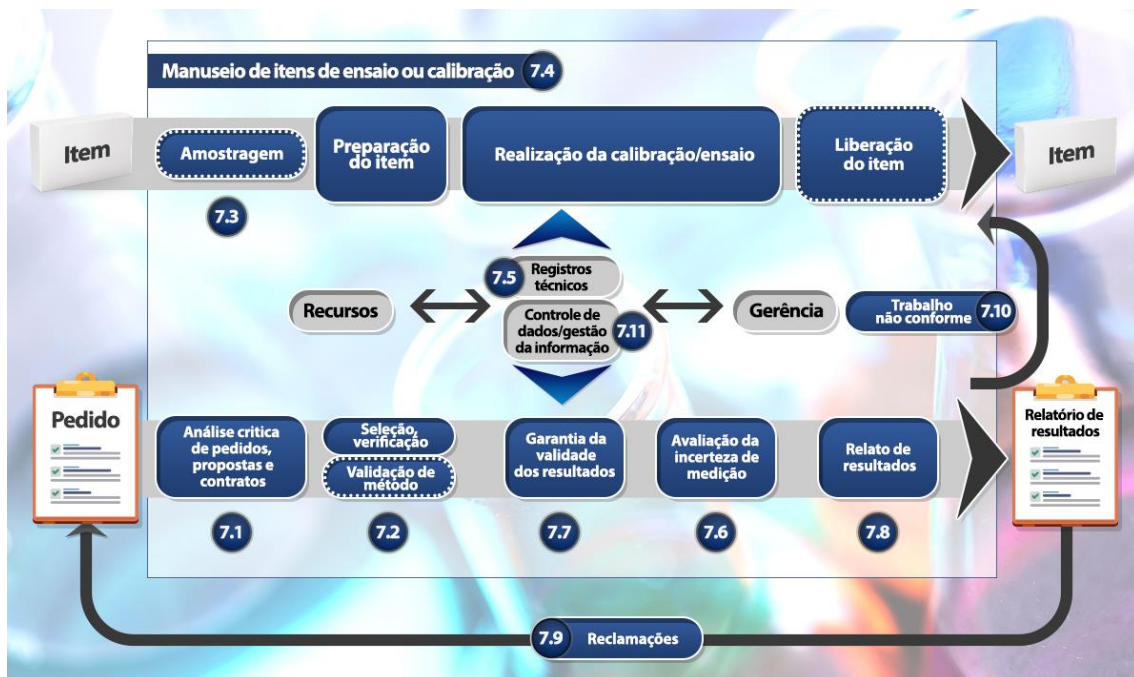 Manuseio de itens de ensaio ou calibração 7.4
Item
Amostragem
7.3
Preparação
do item
Realização da calibração/ensaio
Liberação
do item
Item
7.5
Registros
técnicos
Recursos
Controle de
dados/gestão
da informação
7.11
Gerência
Trabalho
não conforme
7.10
Pedido
Análise critica
de pedidos,
propostas e
contratos
7.1
Seleção,
verificação
Validação de
método
7.2
Garantia da
validade
dos resultados
7.7
Avaliação da
incerteza de
medição
7.6
Relato de
resultados
7.8
Relatório de
resultados
7.9 Reclamações